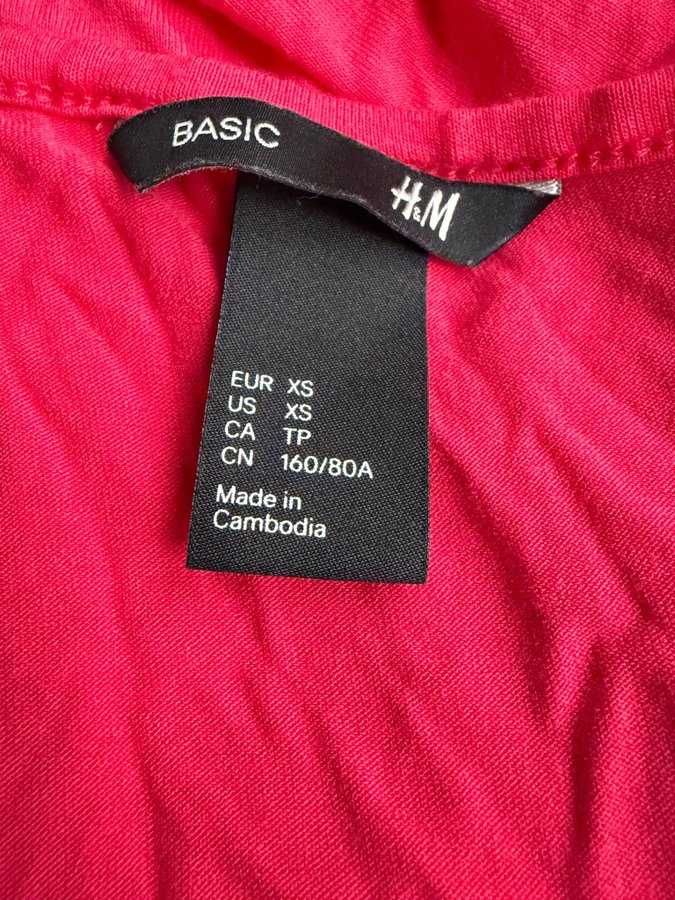 BASIC
H&M
EUR XS
US XS
CA TP
CN 160/80A
Made in
Cambodia